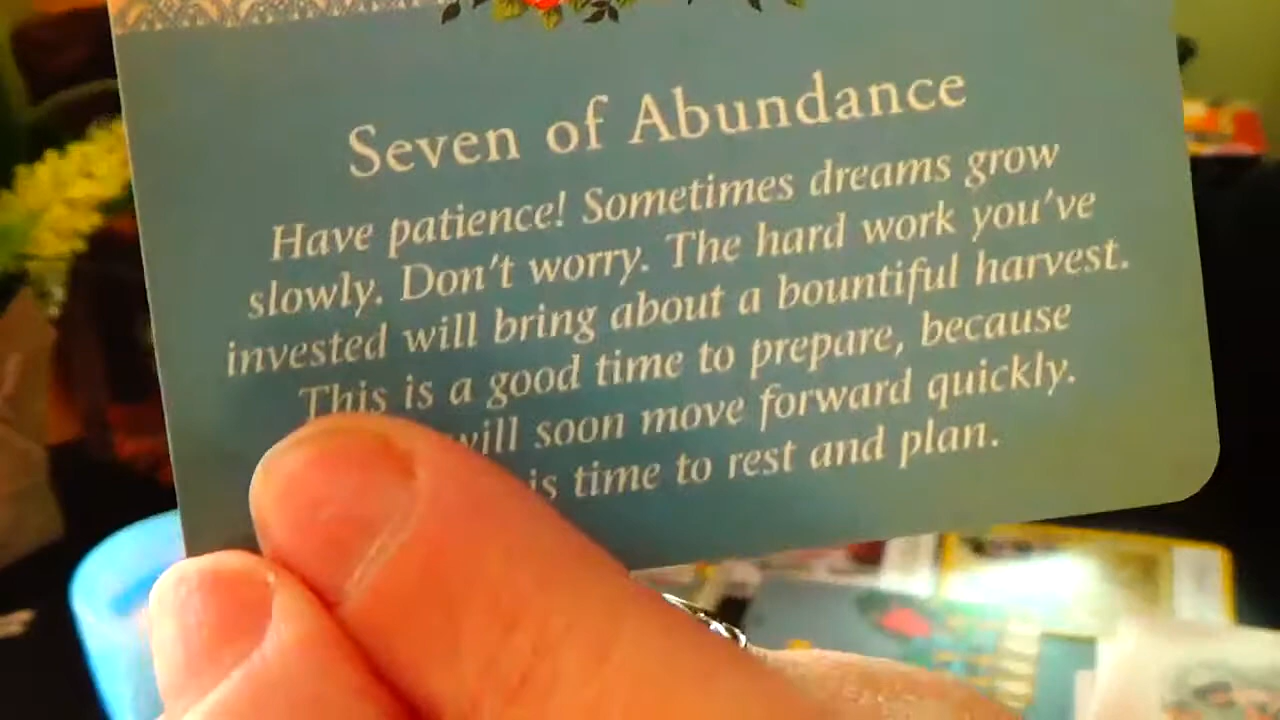 Seven of Abundance
Have patience! Sometimes dreams grow
slowly. Don't worry. The hard work you've
invested will bring about a bountiful harvest.
This is a good time to prepare, because
will soon move forward quickly.
is time to rest and plan.